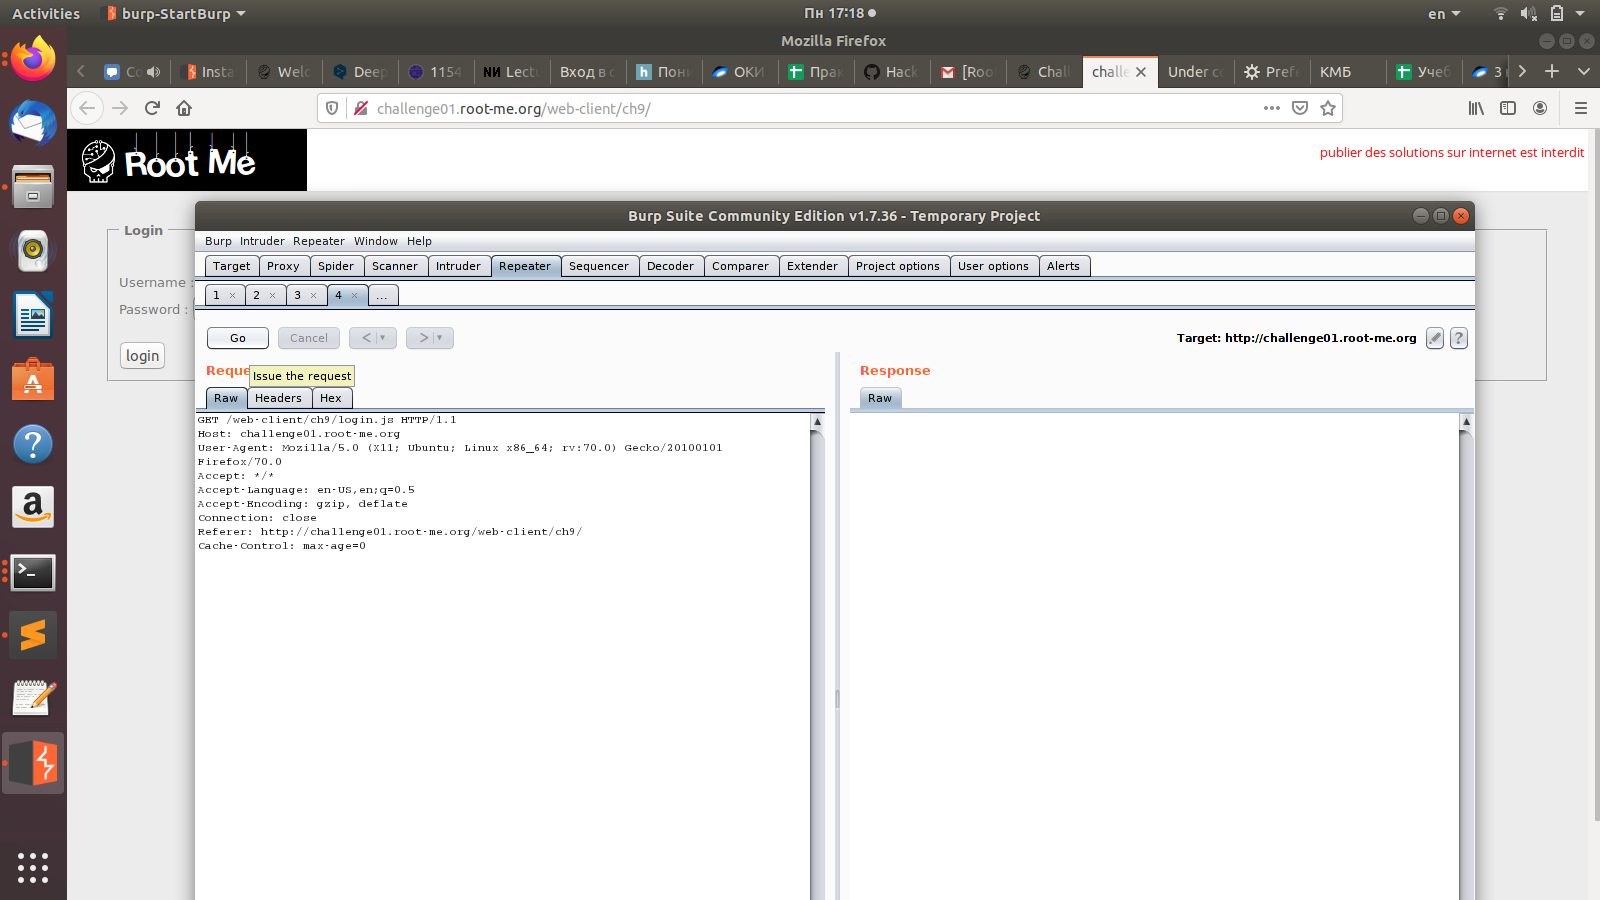 Activities burp-StartBurp Пн 17:18 en
Mozilla Firefox
Co Insta Welc Deep 1154 NИ Lectu Вход в с Пони ОКИ Прак Hack [Roo Chall challe Under co Prefe КМБ Учеб 3
challenge01.root-me.org/web-client/ch9/
Root Me
publier des solutions sur internet est interdit
Login
Username :
Password :
login
Burp Suite Community Edition v1.7.36 - Temporary Project
Burp Intruder Repeater Window Help
Target Proxy Spider Scanner Intruder Repeater Sequencer Decoder Comparer Extender Project options User options Alerts
1 × 2 × 3 × 4 × ...
Go Cancel < > Target: http://challenge01.root-me.org ?
Reque Response
Issue the request
Raw Headers Hex Raw
GET /web-client/ch9/login.js HTTP/1.1
Host: challenge01.root-me.org
User-Agent: Mozilla/5.0 (X11; Ubuntu; Linux x86_64; rv:70.0) Gecko/20100101
Firefox/70.0
Accept: */*
Accept-Language: en-US,en;q=0.5
Accept-Encoding: gzip, deflate
Connection: close
Referer: http://challenge01.root-me.org/web-client/ch9/
Cache-Control: max-age=0